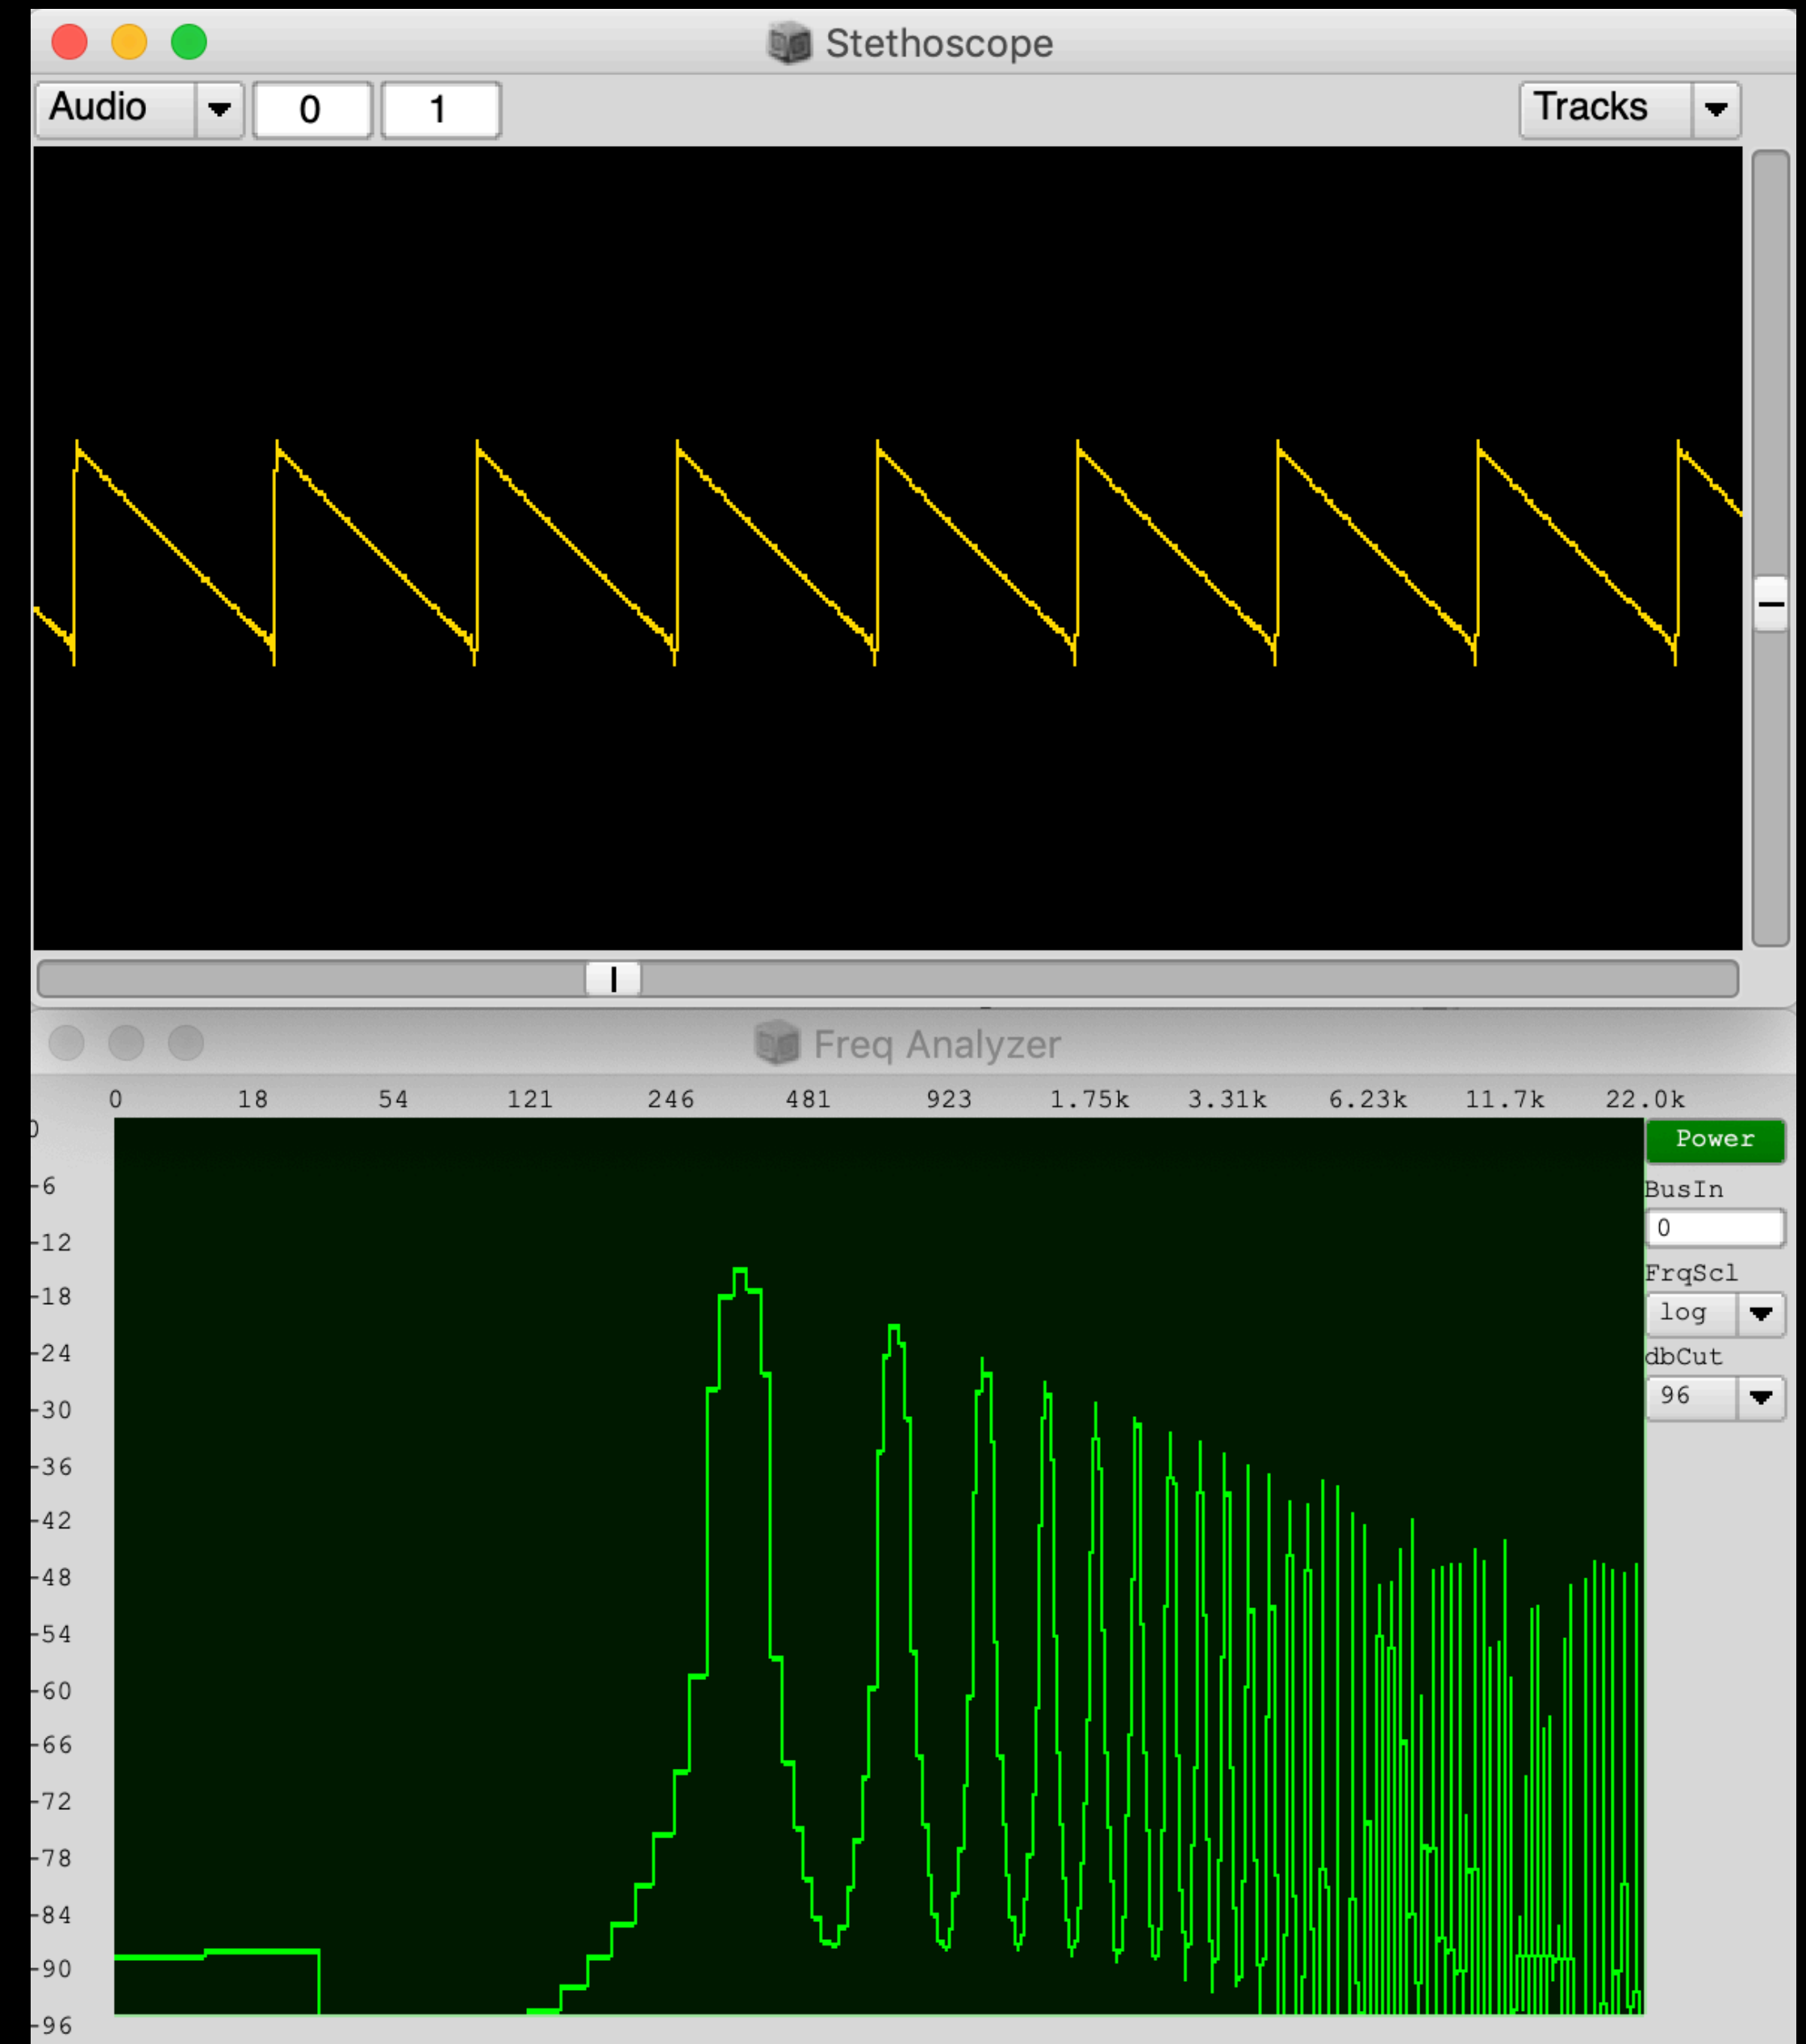 Stethoscope
Audio 0 1 Tracks
Freq Analyzer
0 18 54 121 246 481 923 1.75k 3.31k 6.23k 11.7k 22.0k
0
Power
-6
BusIn
0
-12
FrqScl
-18
log
-24
dbCut
-30
96
-36
-42
-48
-54
-60
-66
-72
-78
-84
-90
-96